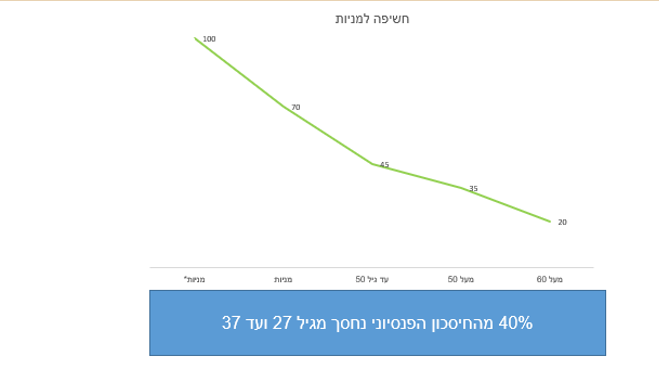 חשיפה למניות
100
70
45
35
20
מניות*
מניות
עד גיל 50
מעל 50
מעל 60
40% מהחיסכון הפנסיוני נחסך מגיל 27 ועד 37